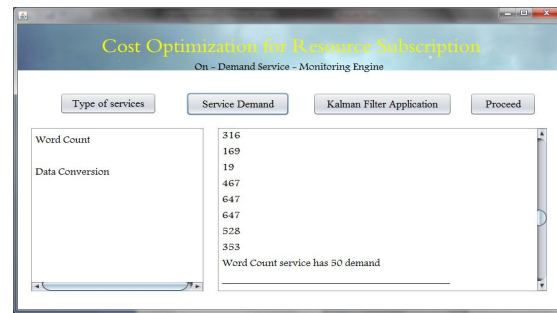 Cost Optimization for Resource Subscription
On - Demand Service - Monitoring Engine
Type of services
Service Demand
Kalman Filter Application
Proceed
Word Count
Data Conversion
316
169
19
467
647
647
528
353
Word Count service has 50 demand